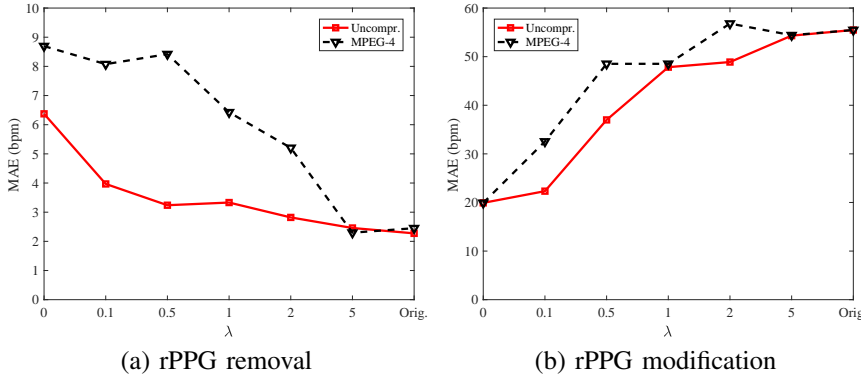 10
9
8
7
6
5
4
3
2
1
0
MAE (bpm)
Uncompr.
MPEG-4
0 0.1 0.5 1 2 5 Orig.
λ
(a) rPPG removal
60
50
40
30
20
10
0
MAE (bpm)
Uncompr.
MPEG-4
0 0.1 0.5 1 2 5 Orig.
λ
(b) rPPG modification